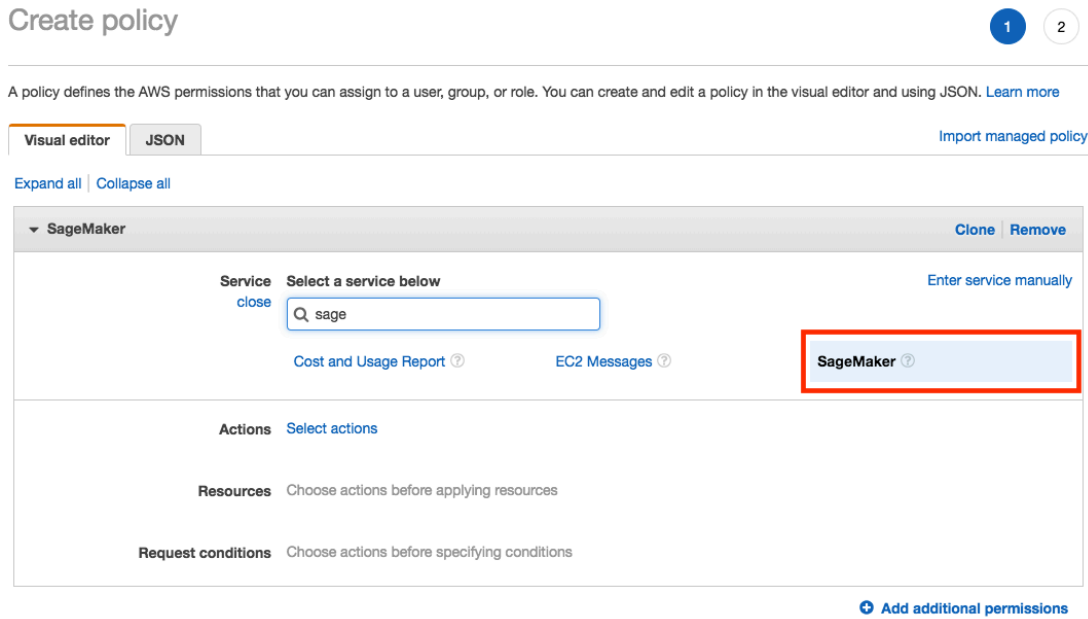 Create policy
1 2
A policy defines the AWS permissions that you can assign to a user, group, or role. You can create and edit a policy in the visual editor and using JSON. Learn more
Visual editor JSON Import managed policy
Expand all Collapse all
SageMaker Clone Remove
Service Select a service below Enter service manually
close
sage
Cost and Usage Report ? EC2 Messages ? SageMaker ?
Actions Select actions
Resources Choose actions before applying resources
Request conditions Choose actions before specifying conditions
Add additional permissions